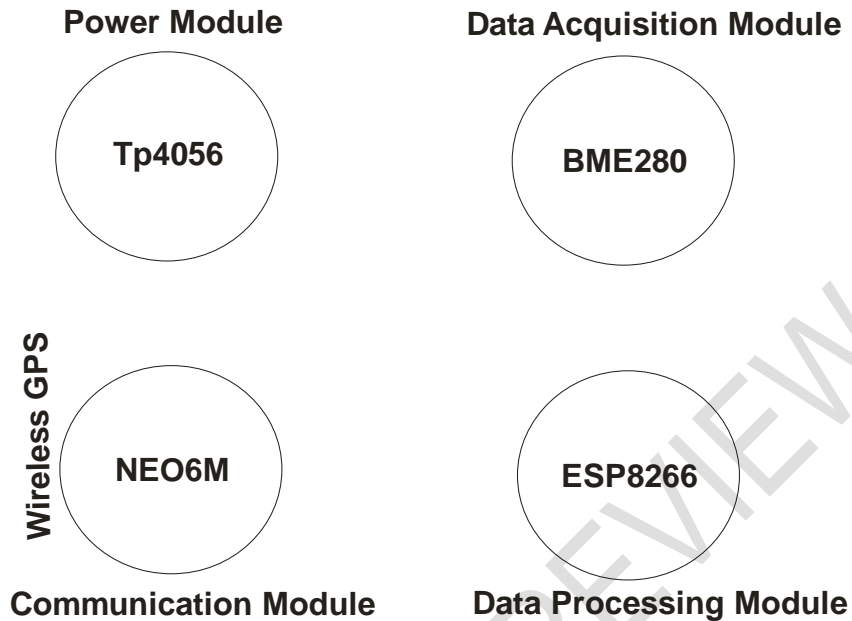 Power Module
Data Acquisition Module
Tp4056
BME280
Wireless GPS
NEO6M
ESP8266
Communication Module
Data Processing Module